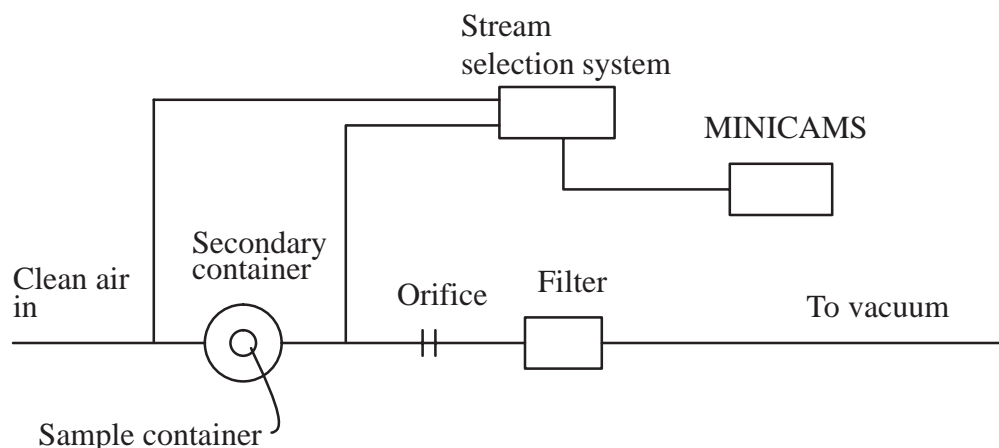 Stream
selection system
MINICAMS
Secondary
container
Clean air
in
Orifice
Filter
To vacuum
Sample container